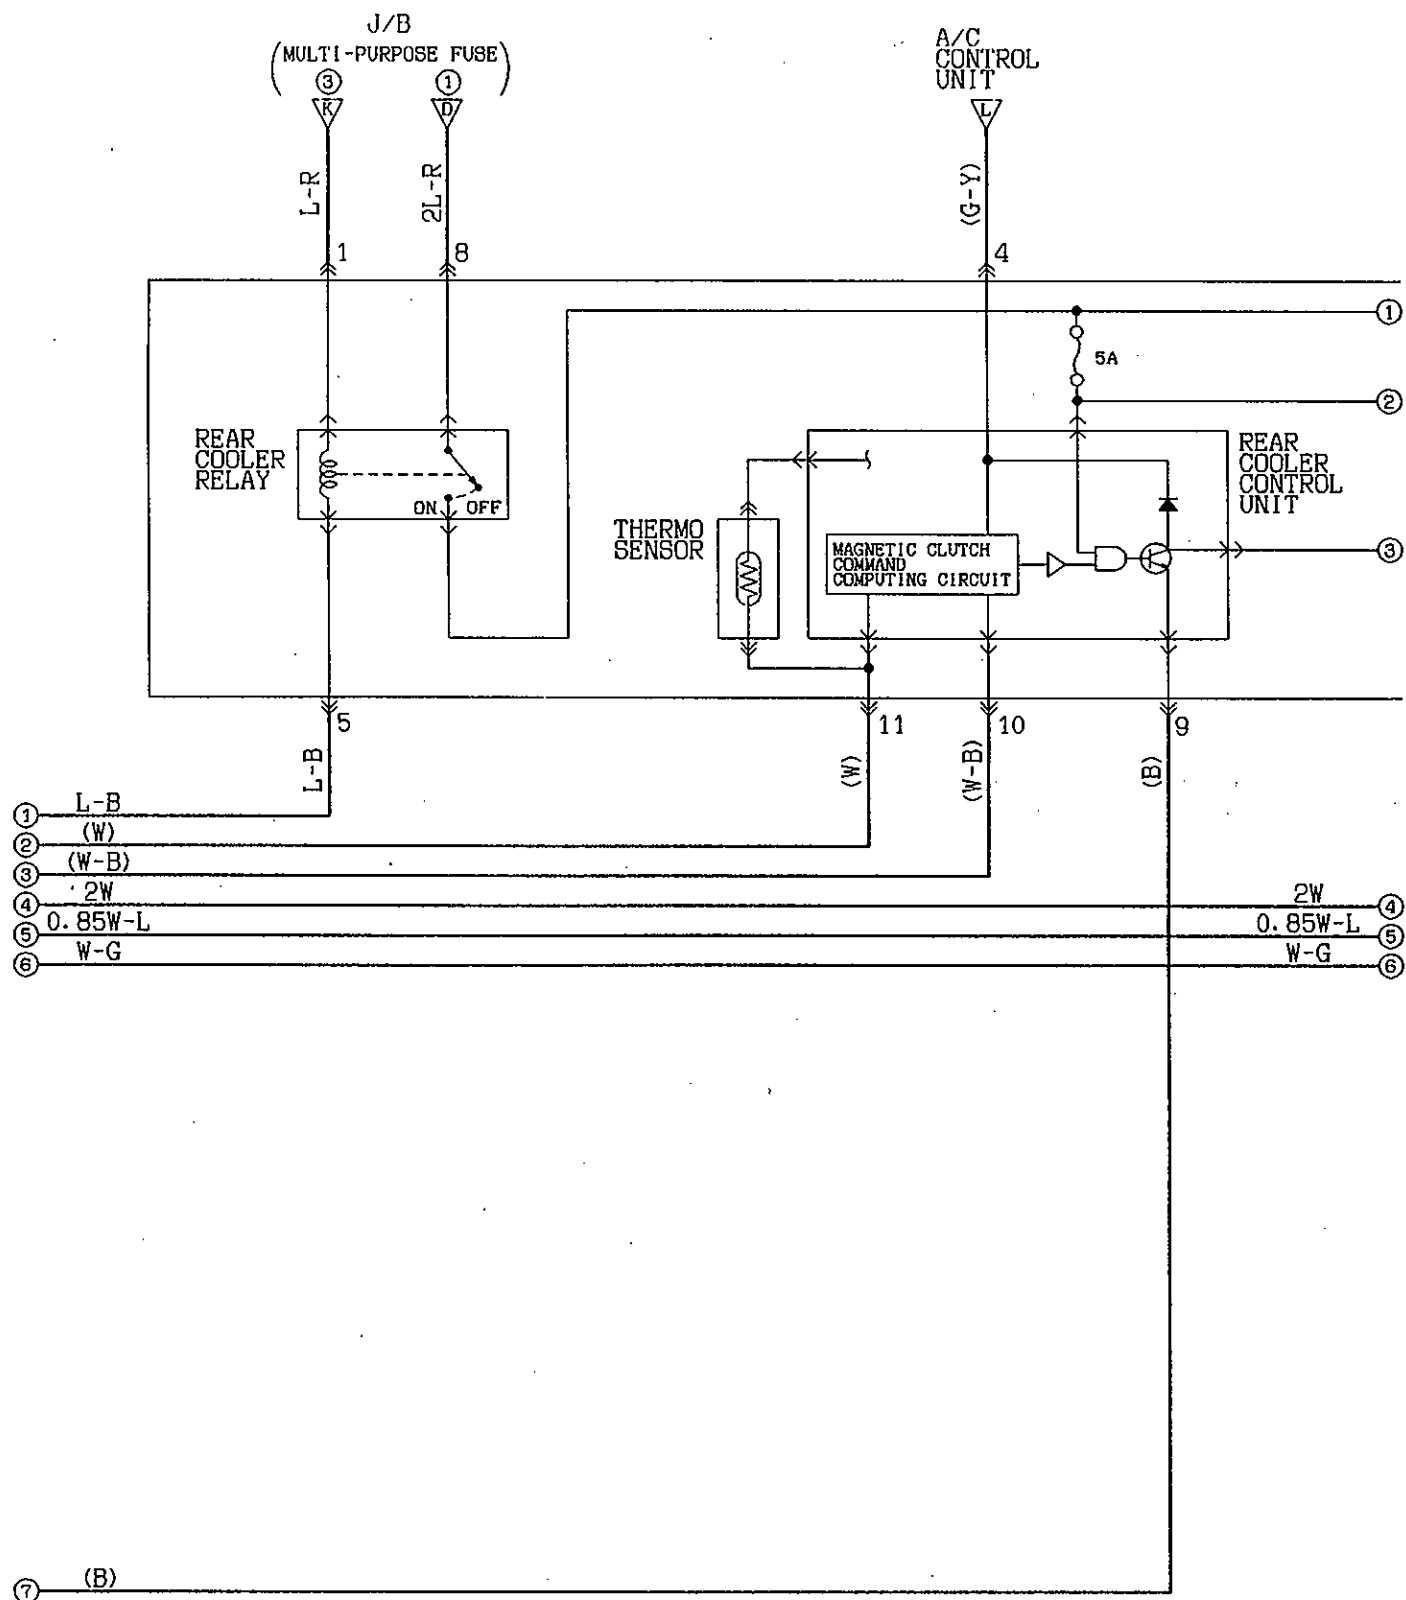 J/B
(MULTI-PURPOSE FUSE)
③ ①
K D
A/C
CONTROL
UNIT
L
L-R
2L-R
(G-Y)
1
8
4
①
5A
②
REAR
COOLER
RELAY
ON OFF
REAR
COOLER
CONTROL
UNIT
THERMO
SENSOR
MAGNETIC CLUTCH
COMMAND
COMPUTING CIRCUIT
③
5
11
10
9
L-B
(W)
(W-B)
(B)
① L-B
② (W)
③ (W-B)
④ 2W 2W ④
⑤ 0.85W-L 0.85W-L ⑤
⑥ W-G W-G ⑥
⑦ (B)